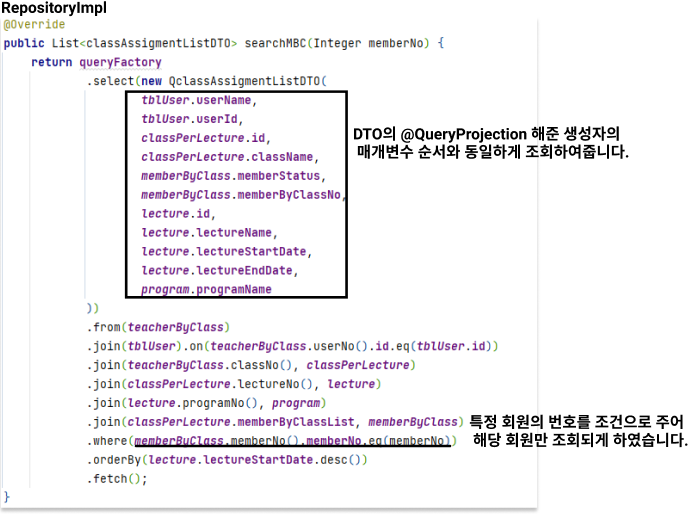 RepositoryImpl
@Override
public List<classAssigmentListDTO> searchMBC(Integer memberNo) {
return queryFactory
.select(new QclassAssigmentListDTO(
tblUser.userName,
tblUser.userId,
classPerLecture.id,
classPerLecture.className,
memberByClass.memberStatus,
memberByClass.memberByClassNo,
lecture.id,
lecture.lectureName,
lecture.lectureStartDate,
lecture.lectureEndDate,
program.programName
DTO의 @QueryProjection 해준 생성자의
매개변수 순서와 동일하게 조회하여줍니다.
))
.from(teacherByClass)
.join(tblUser).on(teacherByClass.userNo().id.eq(tblUser.id))
.join(teacherByClass.classNo(), classPerLecture)
.join(classPerLecture.lectureNo(), lecture)
.join(lecture.programNo(), program)
.join(classPerLecture.memberByClassList, memberByClass)
.where(memberByClass.memberNo().memberNo.eq(memberNo))
특정 회원의 번호를 조건으로 주어
해당 회원만 조회되게 하였습니다.
.orderBy(lecture.lectureStartDate.desc())
.fetch();
}